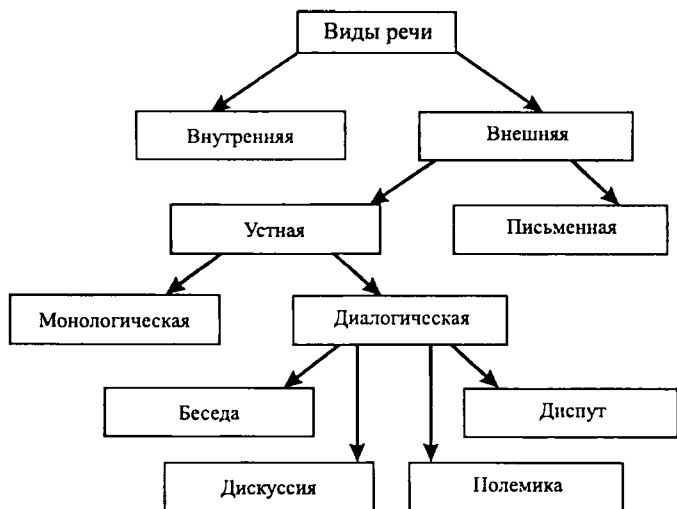 Виды речи
Внутренняя
Внешняя
Устная
Письменная
Монологическая
Диалогическая
Беседа
Диспут
Дискуссия
Полемика